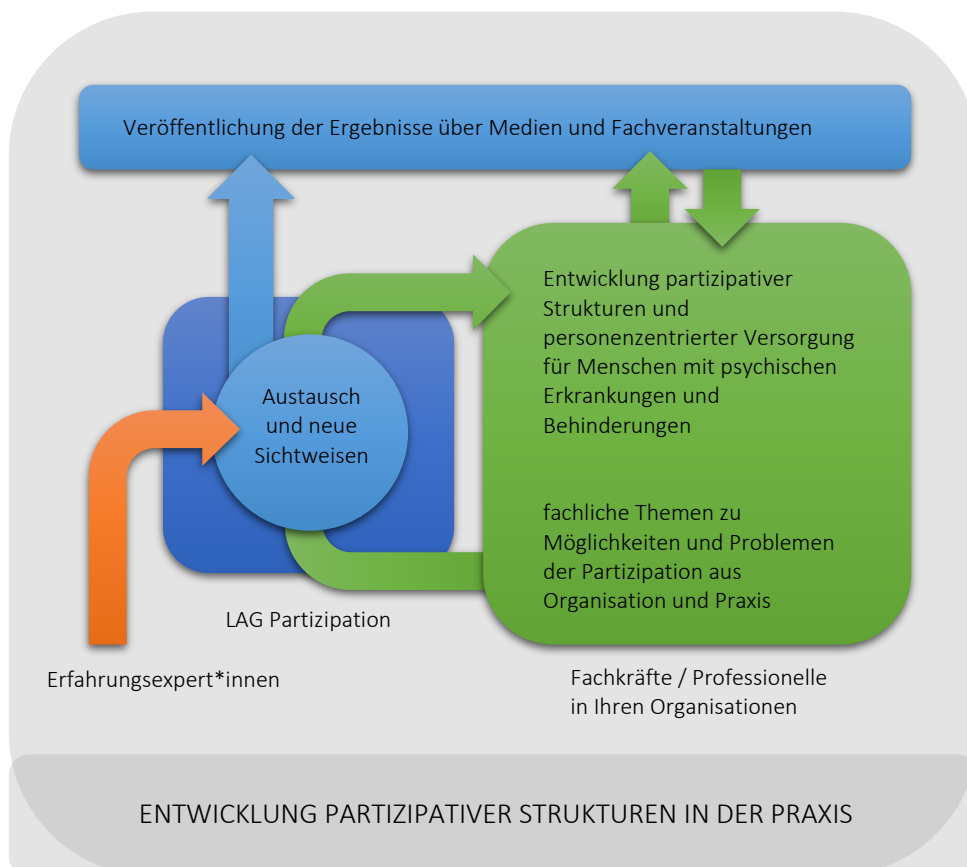 Veröffentlichung der Ergebnisse über Medien und Fachveranstaltungen
Entwicklung partizipativer
Strukturen und
personenzentrierter Versorgung
für Menschen mit psychischen
Erkrankungen und
Behinderungen
Austausch
und neue
Sichtweisen
fachliche Themen zu
Möglichkeiten und Problemen
der Partizipation aus
Organisation und Praxis
LAG Partizipation
Erfahrungsexpert*innen
Fachkräfte / Professionelle
in Ihren Organisationen
ENTWICKLUNG PARTIZIPATIVER STRUKTUREN IN DER PRAXIS